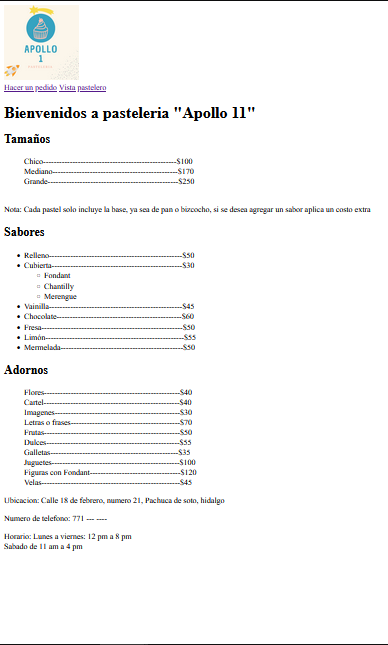 APOLLO
1
Hacer un pedido Vista pastelero
Bienvenidos a pasteleria "Apollo 11"
Tamaños
Chico--------------------------------------------------$100
Mediano-----------------------------------------------$170
Grande-------------------------------------------------$250
Nota: Cada pastel solo incluye la base, ya sea de pan o bizcocho, si se desea agregar un sabor aplica un costo extra
Sabores
Relleno--------------------------------------------------$50
Cubierta-------------------------------------------------$30
Fondant
Chantilly
Merengue
Vainilla--------------------------------------------------$45
Chocolate-----------------------------------------------$60
Fresa-----------------------------------------------------$50
Limón----------------------------------------------------$55
Mermelada----------------------------------------------$50
Adornos
Flores---------------------------------------------------$40
Cartel----------------------------------------------------$40
Imagenes-----------------------------------------------$30
Letras o frases-----------------------------------------$70
Frutas----------------------------------------------------$50
Dulces---------------------------------------------------$55
Galletas--------------------------------------------------$35
Juguetes------------------------------------------------$100
Figuras con Fondant----------------------------------$120
Velas-----------------------------------------------------$45
Ubicacion: Calle 18 de febrero, numero 21, Pachuca de soto, hidalgo
Numero de telefono: 771 --- ----
Horario: Lunes a viernes: 12 pm a 8 pm
Sabado de 11 am a 4 pm